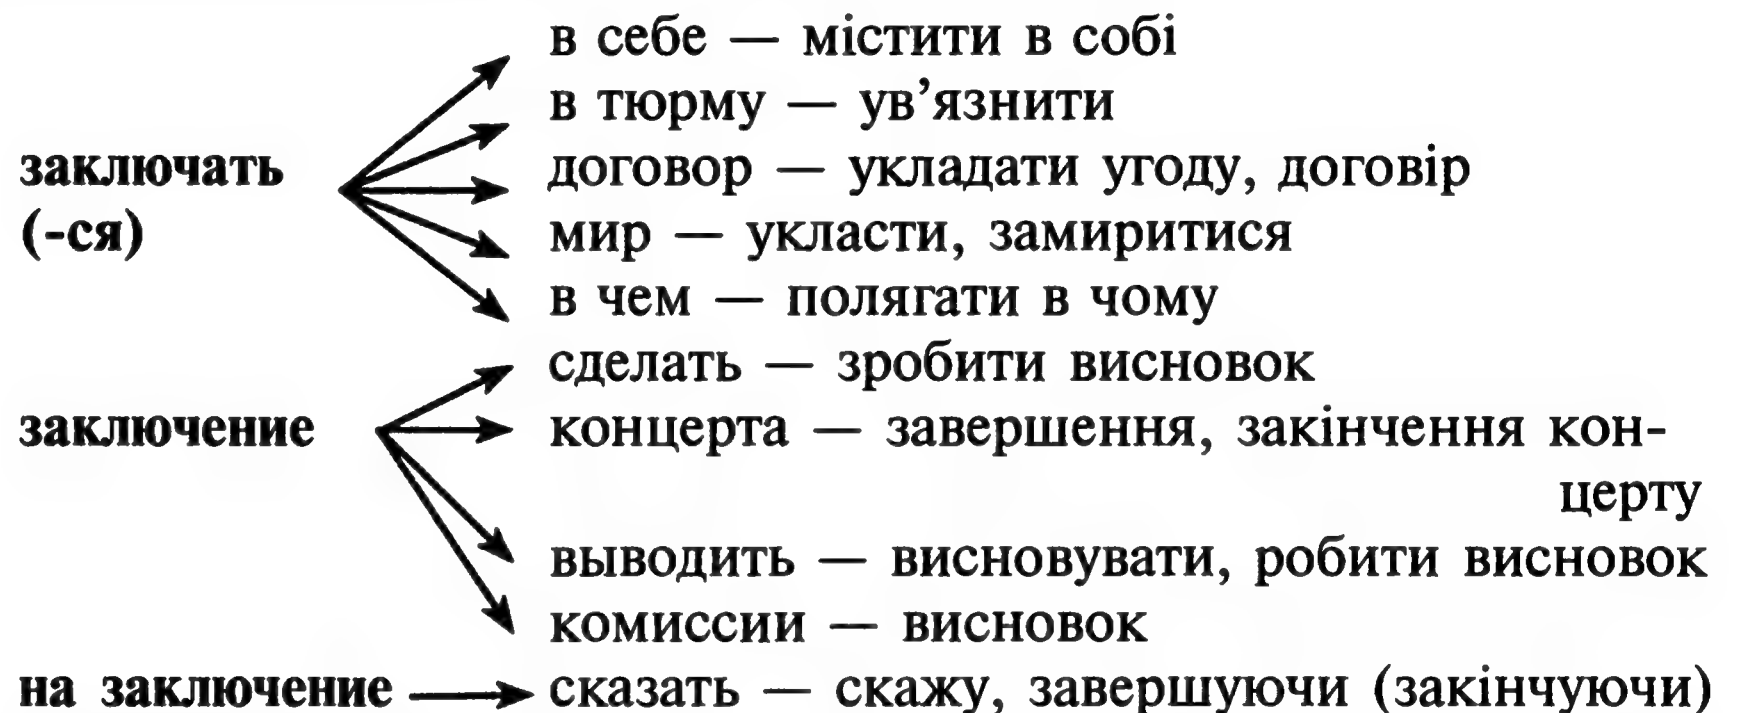 в себе — містити в собі
в тюрму — ув’язнити
заключать договор — укладати угоду, договір
(-ся) мир — укласти, замиритися
в чем — полягати в чому
сделать — зробити висновок
заключение концерта — завершення, закінчення кон-
церту
выводить — висновувати, робити висновок
комиссии — висновок
на заключение сказать — скажу, завершуючи (закінчуючи)